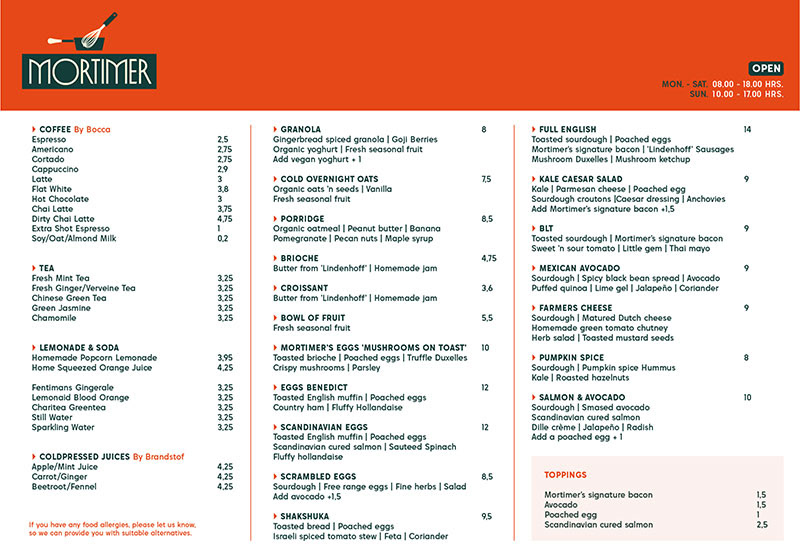 MORTIMER
OPEN
MON. - SAT. 08.00 - 18.00 HRS.
SUN. 10.00 - 17.00 HRS.
COFFEE By Bocca
Espresso 2,5
Americano 2,75
Cortado 2,75
Cappuccino 2,9
Latte 3
Flat White 3,8
Hot Chocolate 3
Chai Latte 3,75
Dirty Chai Latte 4,75
Extra Shot Espresso 1
Soy/Oat/Almond Milk 0,2
TEA
Fresh Mint Tea 3,25
Fresh Ginger/Verveine Tea 3,25
Chinese Green Tea 3,25
Green Jasmine 3,25
Chamomile 3,25
LEMONADE & SODA
Homemade Popcorn Lemonade 3,95
Home Squeezed Orange Juice 4,25
Fentimans Gingerale 3,25
Lemonaid Blood Orange 3,25
Charitea Greentea 3,25
Still Water 3,25
Sparkling Water 3,25
COLDPRESSED JUICES By Brandstof
Apple/Mint Juice 4,25
Carrot/Ginger 4,25
Beetroot/Fennel 4,25
If you have any food allergies, please let us know,
so we can provide you with suitable alternatives.
GRANOLA 8
Gingerbread spiced granola | Goji Berries
Organic yoghurt | Fresh seasonal fruit
Add vegan yoghurt + 1
COLD OVERNIGHT OATS 7,5
Organic oats 'n seeds | Vanilla
Fresh seasonal fruit
PORRIDGE 8,5
Organic oatmeal | Peanut butter | Banana
Pomegranate | Pecan nuts | Maple syrup
BRIOCHE 4,75
Butter from 'Lindenhoff' | Homemade jam
CROISSANT 3,6
Butter from 'Lindenhoff' | Homemade jam
BOWL OF FRUIT 5,5
Fresh seasonal fruit
MORTIMER'S EGGS 'MUSHROOMS ON TOAST' 10
Toasted brioche | Poached eggs | Truffle Duxelles
Crispy mushrooms | Parsley
EGGS BENEDICT 12
Toasted English muffin | Poached eggs
Country ham | Fluffy Hollandaise
SCANDINAVIAN EGGS 12
Toasted English muffin | Poached eggs
Scandinavian cured salmon | Sauteed Spinach
Fluffy hollandaise
SCRAMBLED EGGS 8,5
Sourdough | Free range eggs | Fine herbs | Salad
Add avocado +1,5
SHAKSHUKA 9,5
Toasted bread | Poached eggs
Israeli spiced tomato stew | Feta | Coriander
FULL ENGLISH 14
Toasted sourdough | Poached eggs
Mortimer's signature bacon | 'Lindenhoff' Sausages
Mushroom Duxelles | Mushroom ketchup
KALE CAESAR SALAD 9
Kale | Parmesan cheese | Poached egg
Sourdough croutons |Caesar dressing | Anchovies
Add Mortimer's signature bacon +1,5
BLT 9
Toasted sourdough | Mortimer's signature bacon
Sweet 'n sour tomato | Little gem | Thai mayo
MEXICAN AVOCADO 9
Sourdough | Spicy black bean spread | Avocado
Puffed quinoa | Lime gel | Jalapeño | Coriander
FARMERS CHEESE 9
Sourdough | Matured Dutch cheese
Homemade green tomato chutney
Herb salad | Toasted mustard seeds
PUMPKIN SPICE 8
Sourdough | Pumpkin spice Hummus
Kale | Roasted hazelnuts
SALMON & AVOCADO 10
Sourdough | Smased avocado
Scandinavian cured salmon
Dille crème | Jalapeño | Radish
Add a poached egg + 1
TOPPINGS
Mortimer's signature bacon 1,5
Avocado 1,5
Poached egg 1
Scandinavian cured salmon 2,5